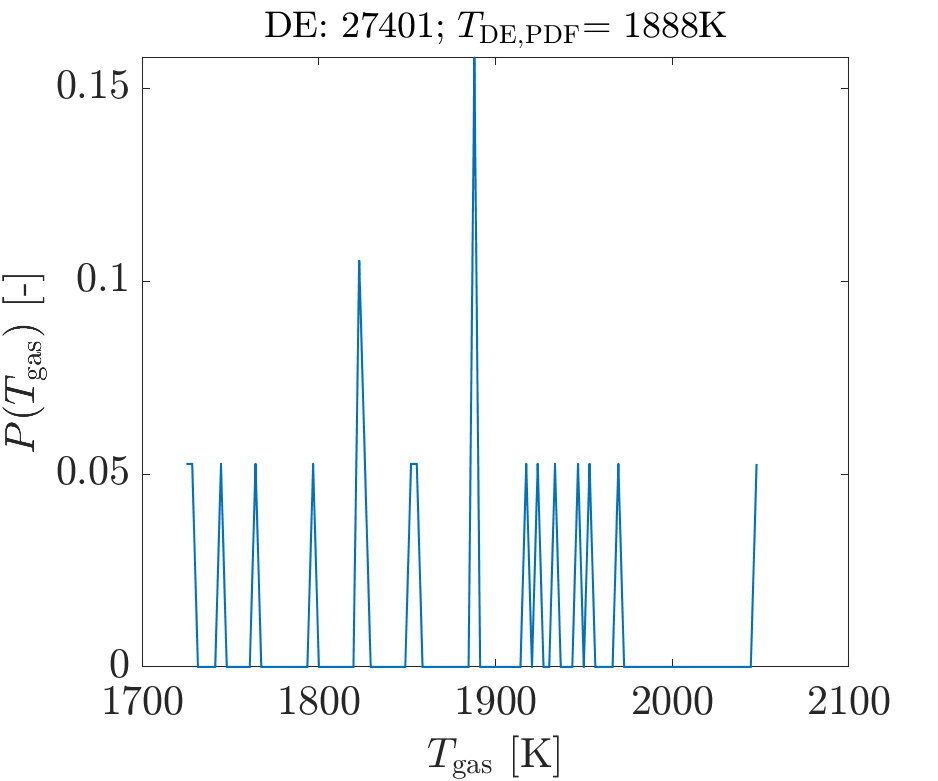 DE: 27401; T_DE,PDF= 1888K
0.15
0.1
0.05
0
P(T_gas) [-]
1700 1800 1900 2000 2100
T_gas [K]